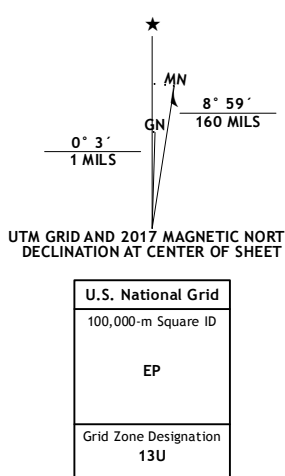 ★
MN
GN
8° 59´
160 MILS
0° 3´
1 MILS
UTM GRID AND 2017 MAGNETIC NORT
DECLINATION AT CENTER OF SHEET
U.S. National Grid
100,000-m Square ID
EP
Grid Zone Designation
13U